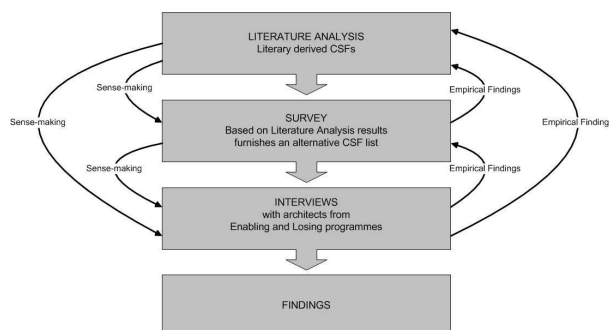 LITERATURE ANALYSIS
Literary derived CSFs
Sense-making
Empirical Findings
Sense-making
SURVEY
Based on Literature Analysis results
furnishes an alternative CSF list
Empirical Finding
Sense-making
Empirical Findings
INTERVIEWS
with architects from
Enabling and Losing programmes
FINDINGS